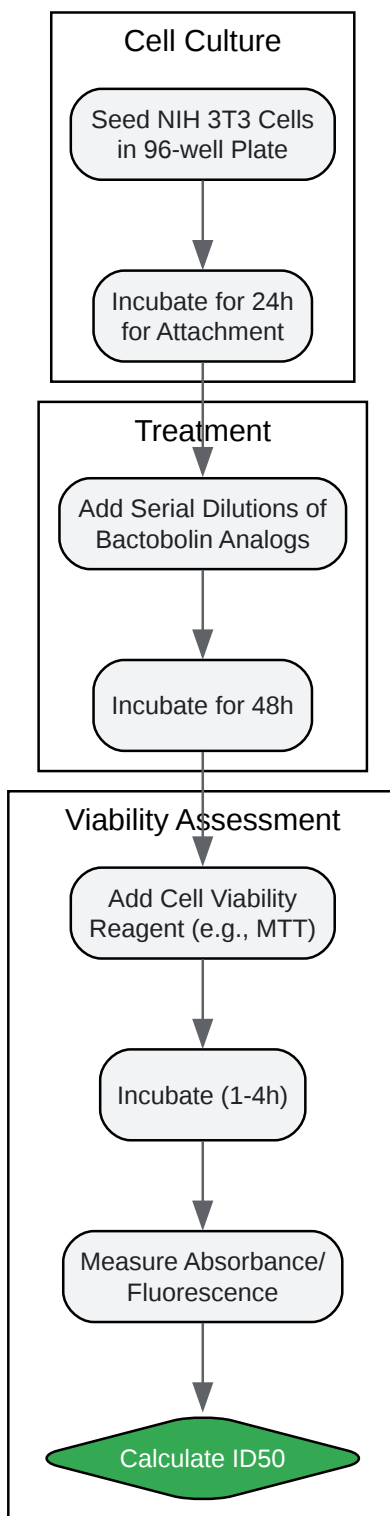 Cell Culture
Seed NIH 3T3 Cells
in 96-well Plate
Incubate for 24h
for Attachment
Treatment
Add Serial Dilutions of
Bactobolin Analogs
Incubate for 48h
Viability Assessment
Add Cell Viability
Reagent (e.g., MTT)
Incubate (1-4h)
Measure Absorbance/
Fluorescence
Calculate ID50